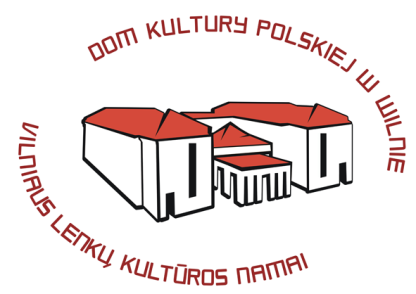 DOM KULTURY POLSKIEJ W WILNIE
VILNIAUS LENKŲ KULTŪROS NAMAI